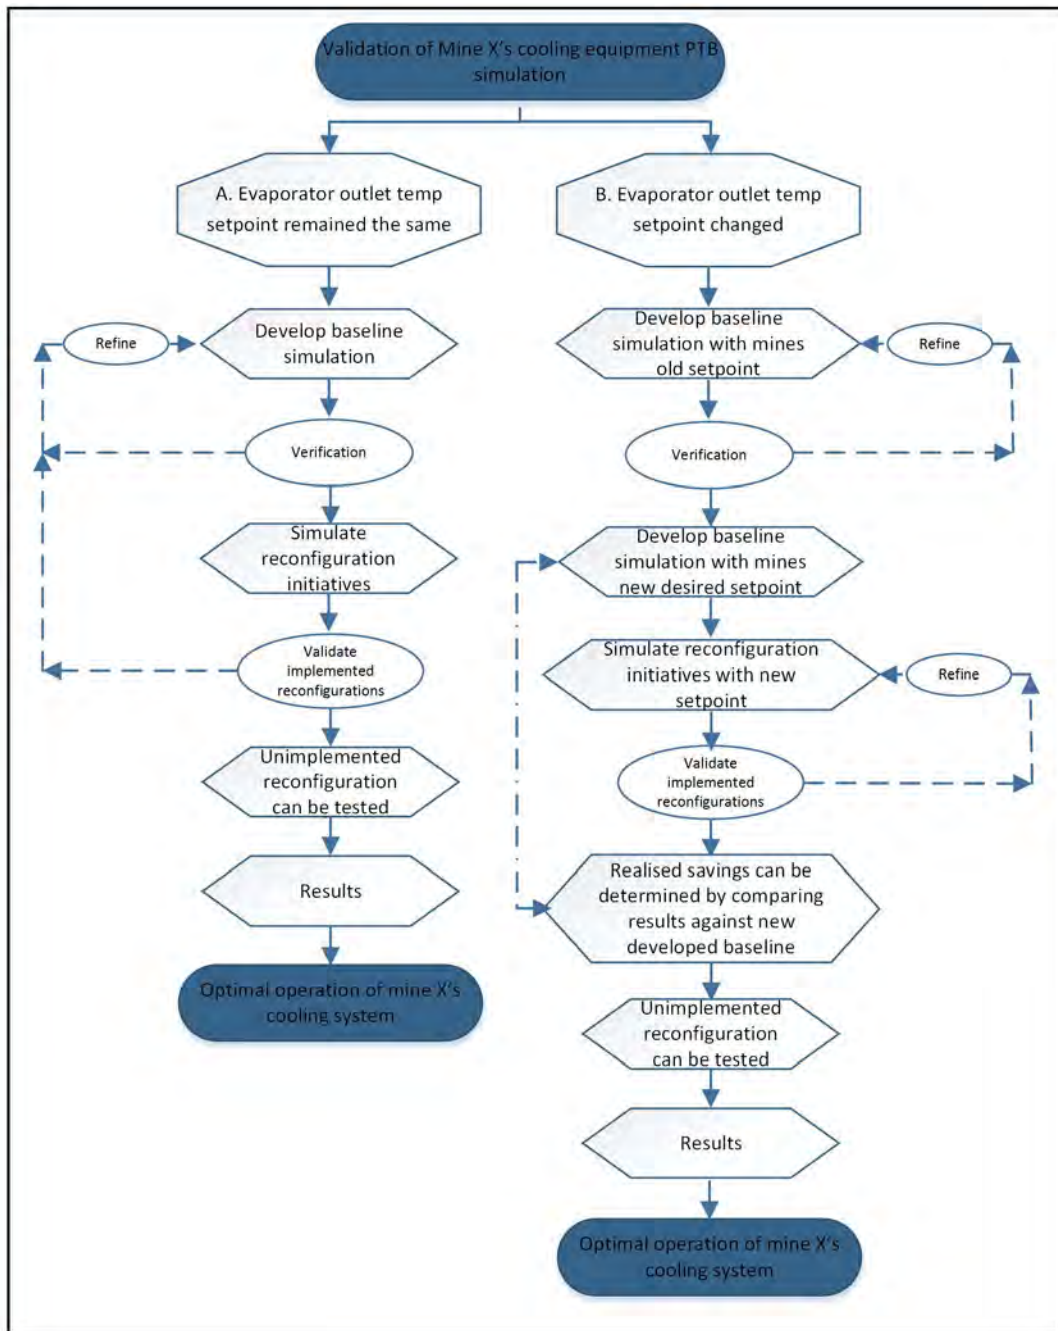 Validation of Mine X's cooling equipment PTB
simulation
A. Evaporator outlet temp
setpoint remained the same
Refine
Develop baseline
simulation
Verification
Simulate
reconfiguration
initiatives
Validate
implemented
reconfigurations
Unimplemented
reconfiguration
can be tested
Results
Optimal operation of mine X's
cooling system
B. Evaporator outlet temp
setpoint changed
Develop baseline
simulation with mines
old setpoint
Refine
Verification
Develop baseline
simulation with mines
new desired setpoint
Simulate reconfiguration
initiatives with new
setpoint
Refine
Validate
implemented
reconfigurations
Realised savings can be
determined by comparing
results against new
developed baseline
Unimplemented
reconfiguration
can be tested
Results
Optimal operation of mine X's
cooling system